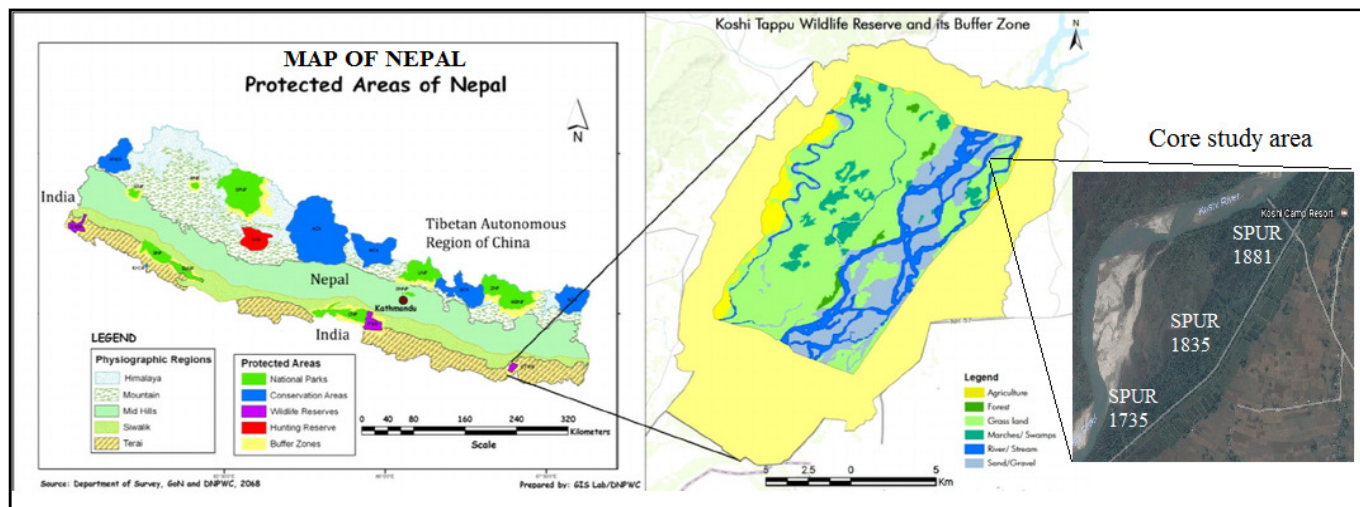 MAP OF NEPAL
Protected Areas of Nepal
N
India
Tibetan Autonomous
Region of China
Nepal
Kathmandu
India
LEGEND
Physiographic Regions
Himalaya
Mountain
Mid Hills
Siwalik
Terai
Protected Areas
National Parks
Conservation Areas
Wildlife Reserves
Hunting Reserve
Buffer Zones
0 40 80 160 240 320
Kilometers
Scale
Source: Department of Survey, GoN and DNPWC, 2068
Prepared by: GIS Lab/DNPWC
Koshi Tappu Wildlife Reserve and its Buffer Zone
N
Legend
Agriculture
Forest
Grass land
Marches/ Swamps
River/ Stream
Sand/Gravel
5 2.5 0 5
Km
Core study area
Kosi River
Koshi Camp Resort
SPUR
1881
SPUR
1835
SPUR
1735